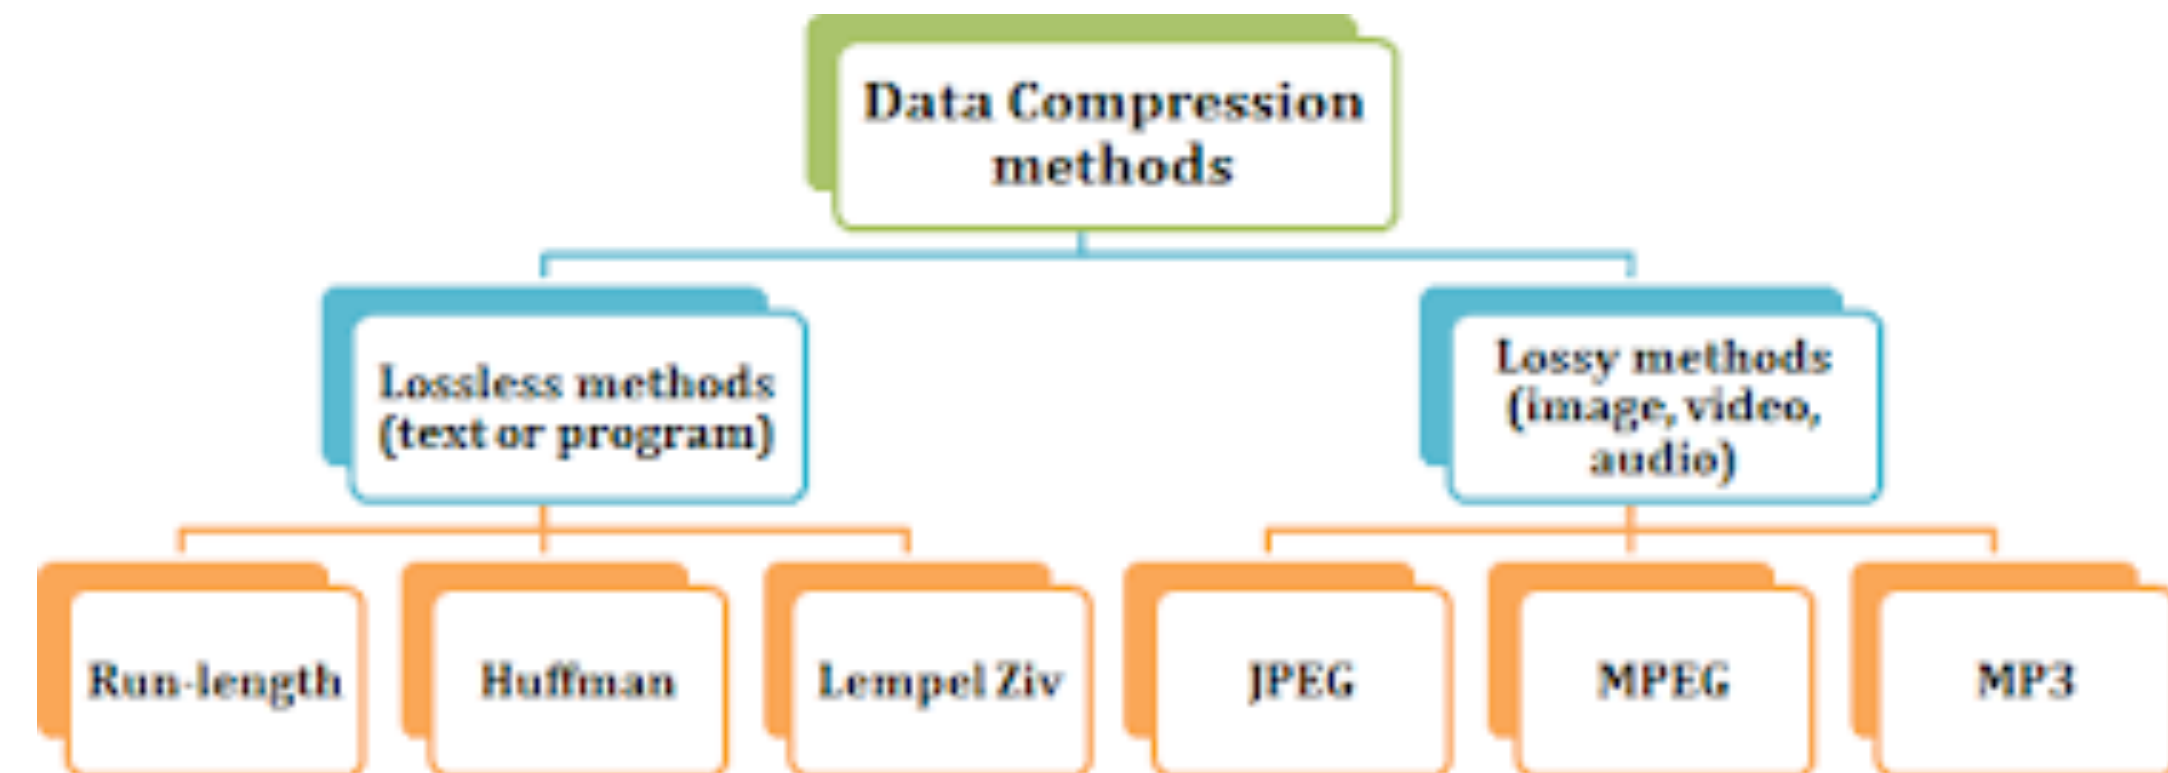 Data Compression
methods
Lossless methods
(text or program)
Lossy methods
(image, video,
audio)
Run-length
Huffman
Lempel Ziv
JPEG
MPEG
MP3